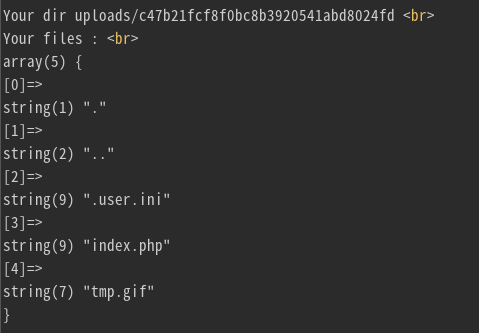 Your dir uploads/c47b21fcf8f0bc8b3920541abd8024fd <br>
Your files : <br>
array(5) {
[0]=>
string(1) "."
[1]=>
string(2) ".."
[2]=>
string(9) ".user.ini"
[3]=>
string(9) "index.php"
[4]=>
string(7) "tmp.gif"
}